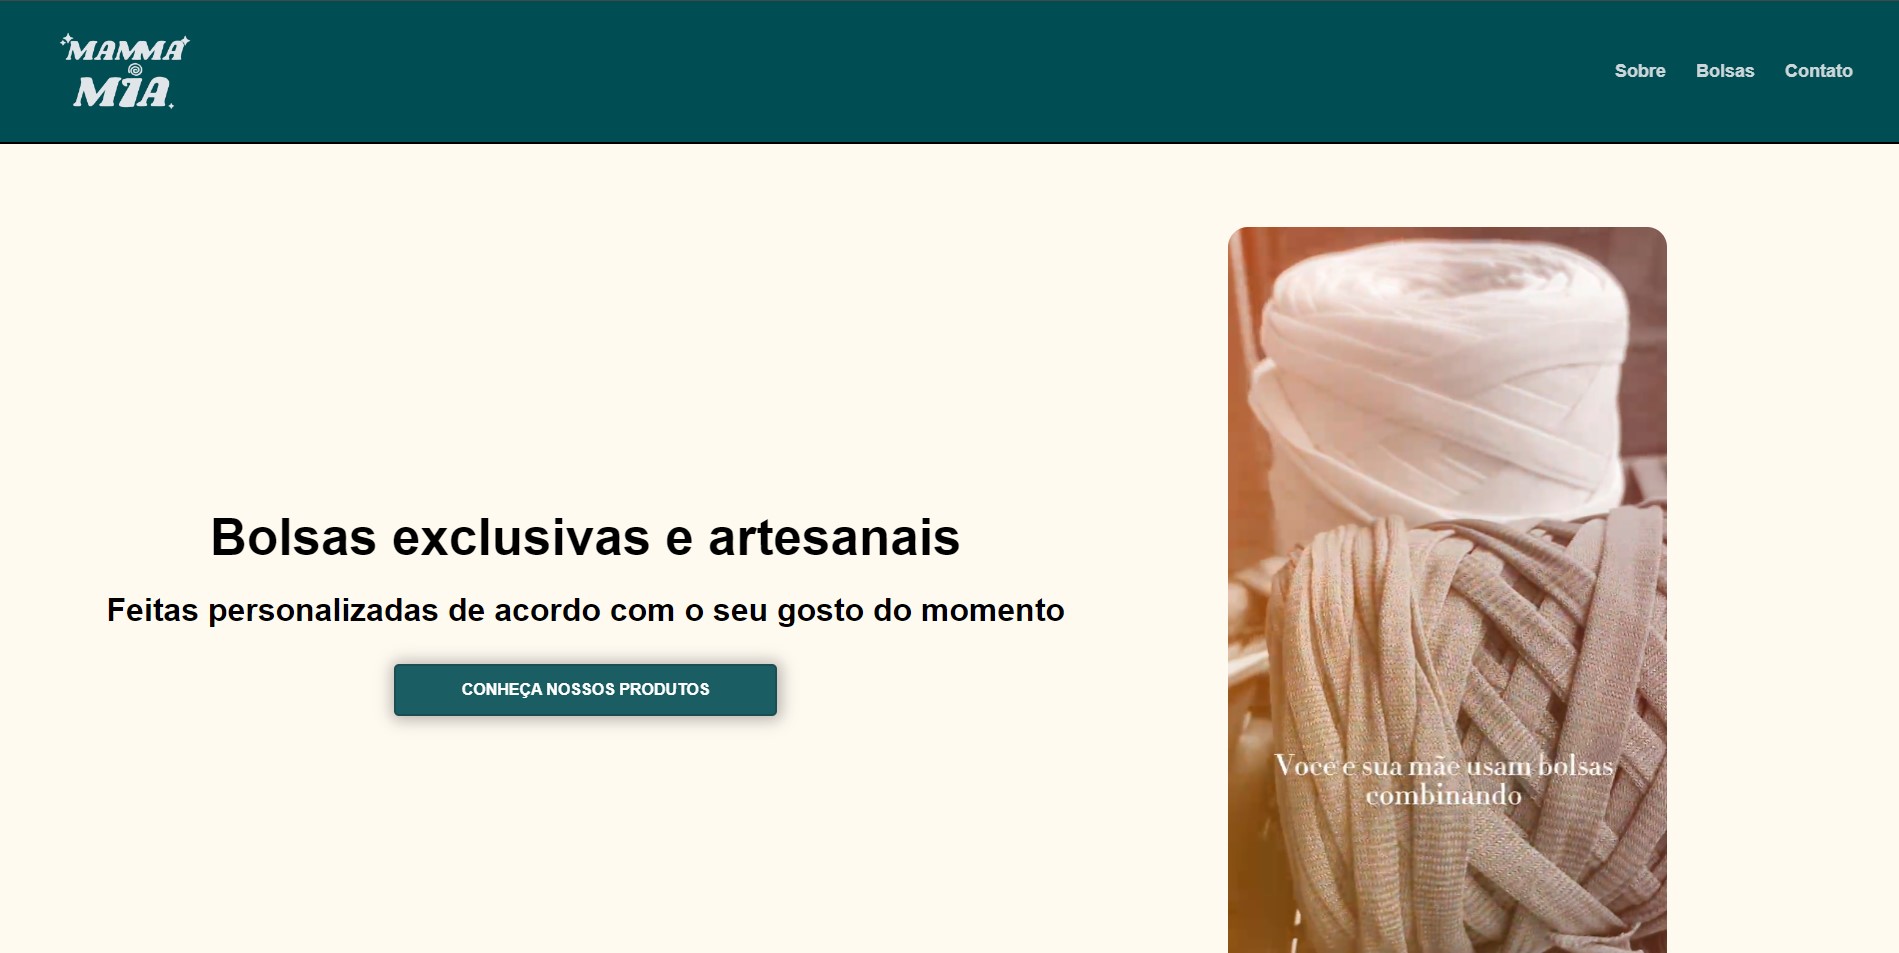 MAMMA
MIA
Sobre Bolsas Contato
Bolsas exclusivas e artesanais
Feitas personalizadas de acordo com o seu gosto do momento
CONHEÇA NOSSOS PRODUTOS
Você e sua mãe usam bolsas
combinando